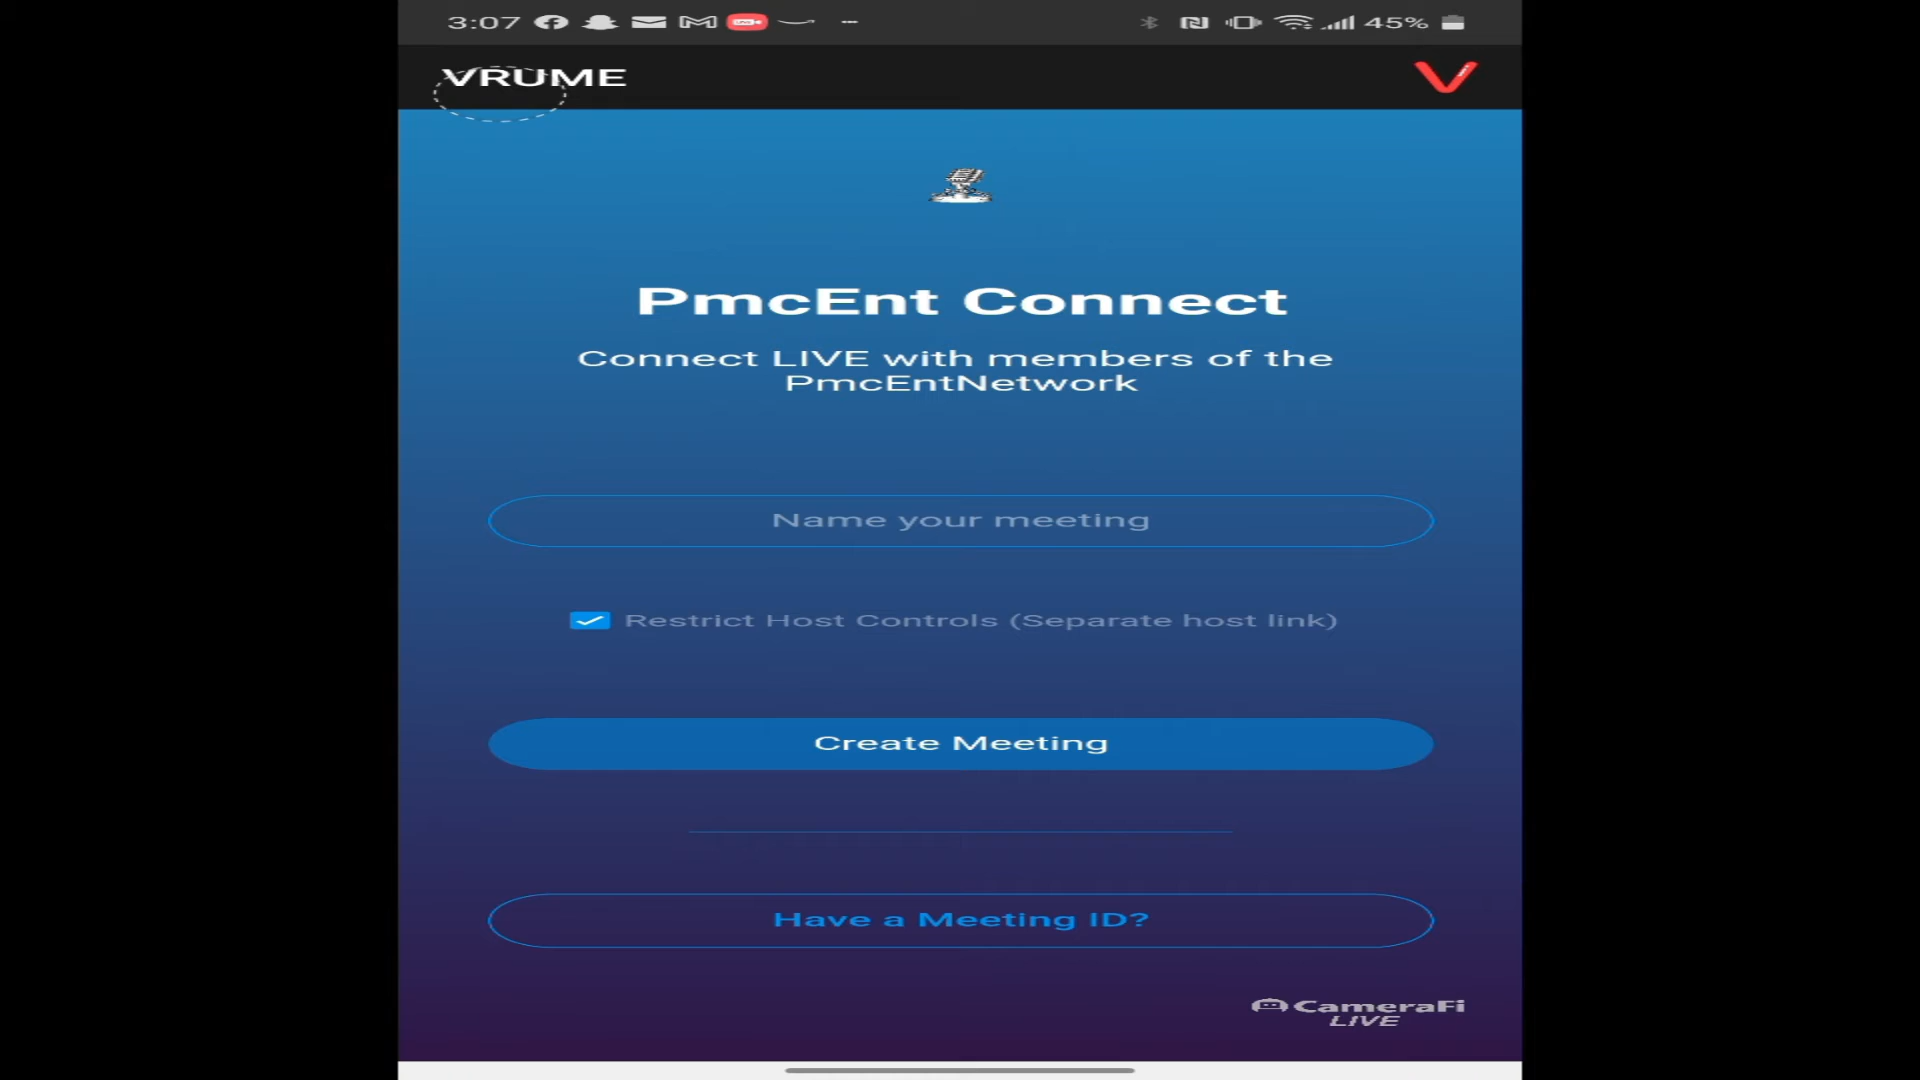 3:07
45%
VRUME
PmcEnt Connect
Connect LIVE with members of the
PmcEntNetwork
Name your meeting
Restrict Host Controls (Separate host link)
Create Meeting
Have a Meeting ID?
CameraFi
LIVE